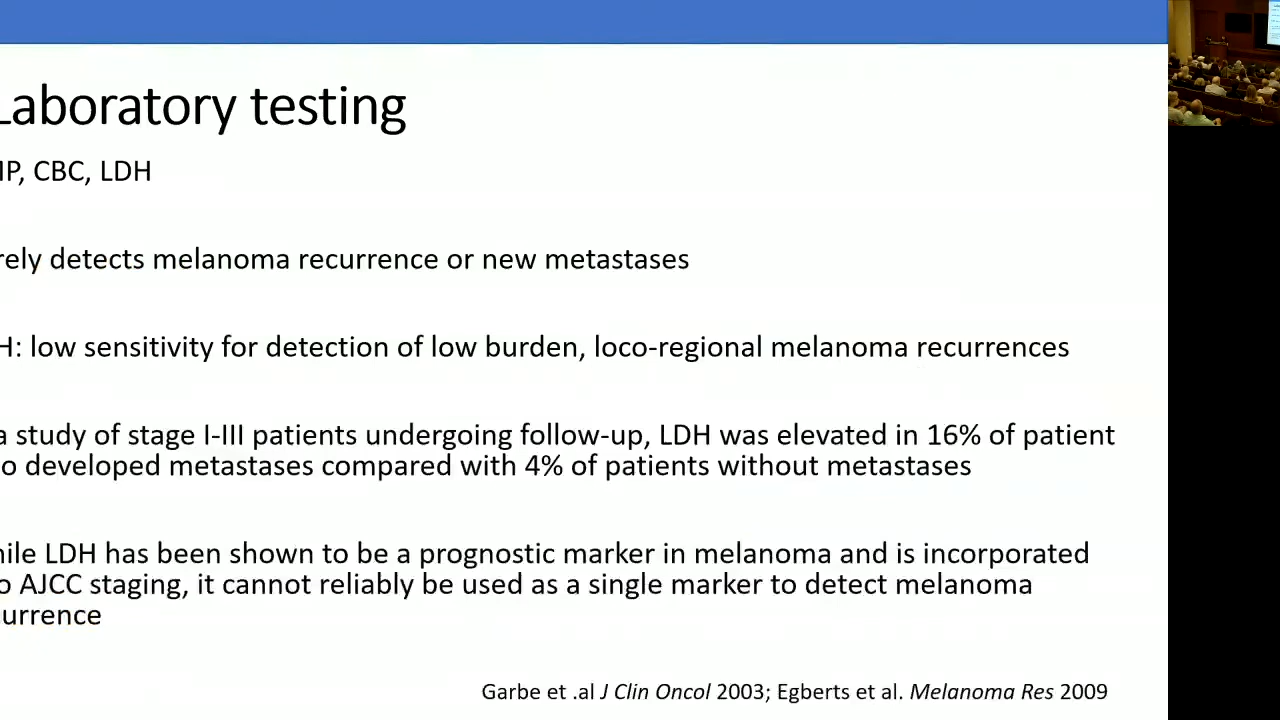 Laboratory testing
IP, CBC, LDH
rely detects melanoma recurrence or new metastases
H: low sensitivity for detection of low burden, loco-regional melanoma recurrences
a study of stage I-III patients undergoing follow-up, LDH was elevated in 16% of patient
o developed metastases compared with 4% of patients without metastases
hile LDH has been shown to be a prognostic marker in melanoma and is incorporated
o AJCC staging, it cannot reliably be used as a single marker to detect melanoma
currence
Garbe et .al J Clin Oncol 2003; Egberts et al. Melanoma Res 2009